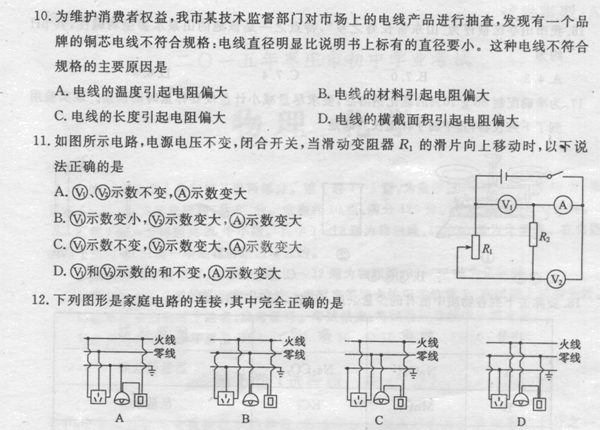 10. 为维护消费者权益,我市某技术监督部门对市场上的电线产品进行抽查,发现有一个品
牌的铜芯电线不符合规格;电线直径明显比说明书上标有的直径要小。这种电线不符合
规格的主要原因是
A. 电线的温度引起电阻偏大
B. 电线的材料引起电阻偏大
C. 电线的长度引起电阻偏大
D. 电线的横截面积引起电阻偏大
11. 如图所示电路,电源电压不变,闭合开关,当滑动变阻器 R₁ 的滑片向上移动时,以下说
法正确的是
A. Ⓥ₁、Ⓥ₂示数不变,Ⓐ示数变大
B. Ⓥ₁示数变小,Ⓥ₂示数变大,Ⓐ示数变大
C. Ⓥ₁示数不变,Ⓥ₂示数变大,Ⓐ示数变大
D. Ⓥ₁和Ⓥ₂示数的和不变,Ⓐ示数变大
V₁
A
R₁
R₂
V₂
12. 下列图形是家庭电路的连接,其中完全正确的是
火线
零线
A
火线
零线
B
火线
零线
C
火线
零线
D